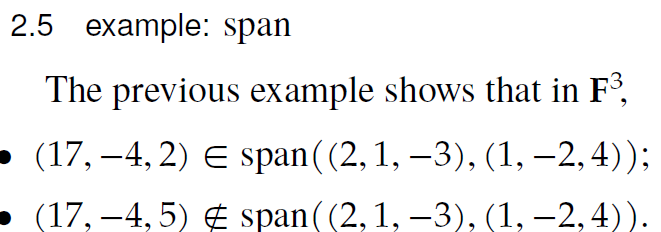 2.5 example: span
The previous example shows that in F³,
• (17, −4, 2) ∈ span((2, 1, −3), (1, −2, 4));
• (17, −4, 5) ∉ span((2, 1, −3), (1, −2, 4)).